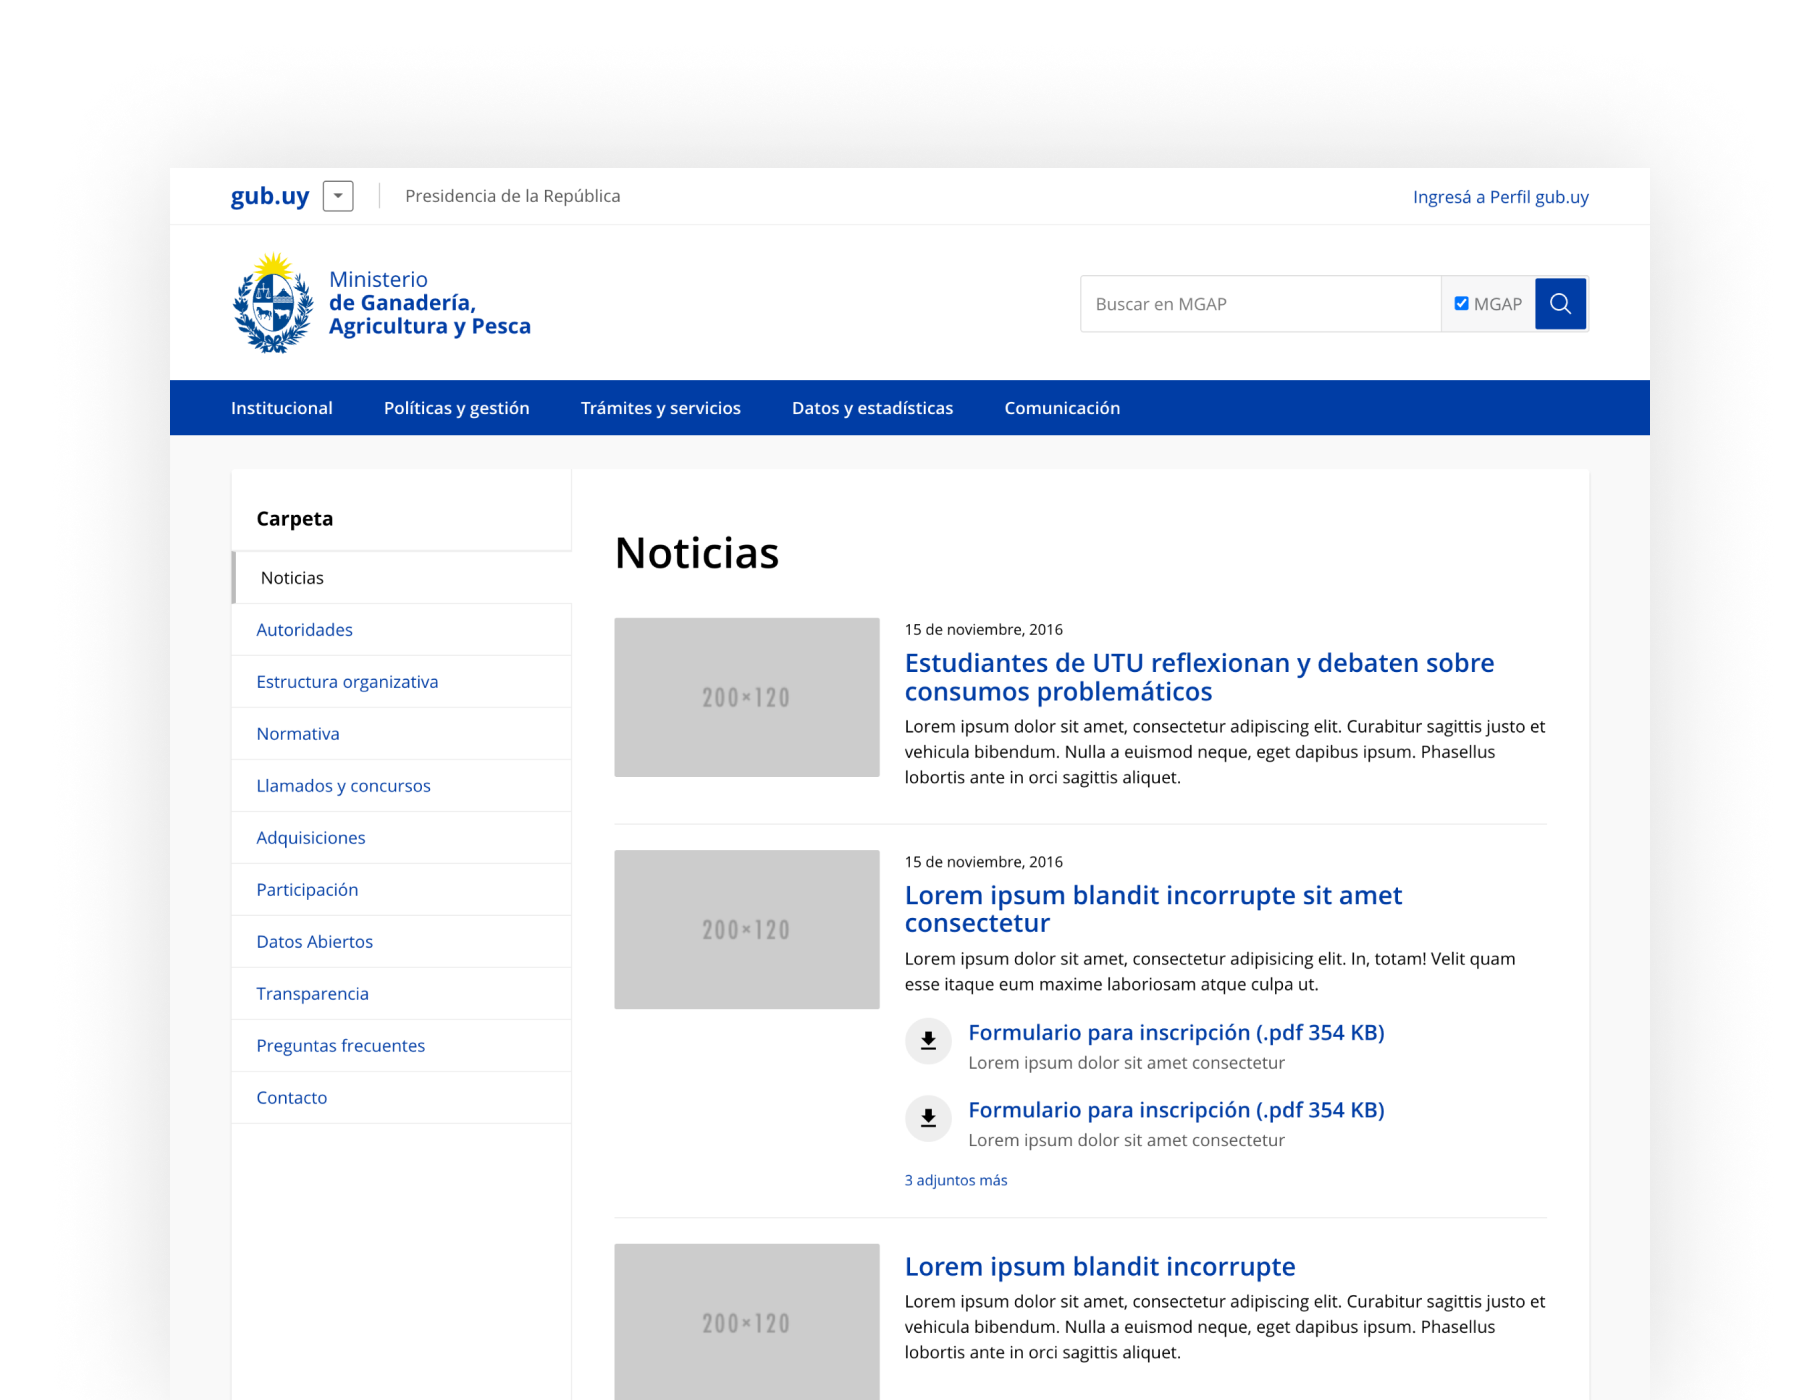 gub.uy
Presidencia de la República
Ingresá a Perfil gub.uy
Ministerio
de Ganadería,
Agricultura y Pesca
Buscar en MGAP
MGAP
Institucional
Políticas y gestión
Trámites y servicios
Datos y estadísticas
Comunicación
Carpeta
Noticias
Autoridades
Estructura organizativa
Normativa
Llamados y concursos
Adquisiciones
Participación
Datos Abiertos
Transparencia
Preguntas frecuentes
Contacto
Noticias
200×120
15 de noviembre, 2016
Estudiantes de UTU reflexionan y debaten sobre
consumos problemáticos
Lorem ipsum dolor sit amet, consectetur adipiscing elit. Curabitur sagittis justo et
vehicula bibendum. Nulla a euismod neque, eget dapibus ipsum. Phasellus
lobortis ante in orci sagittis aliquet.
200×120
15 de noviembre, 2016
Lorem ipsum blandit incorrupte sit amet
consectetur
Lorem ipsum dolor sit amet, consectetur adipisicing elit. In, totam! Velit quam
esse itaque eum maxime laboriosam atque culpa ut.
Formulario para inscripción (.pdf 354 KB)
Lorem ipsum dolor sit amet consectetur
Formulario para inscripción (.pdf 354 KB)
Lorem ipsum dolor sit amet consectetur
3 adjuntos más
200×120
Lorem ipsum blandit incorrupte
Lorem ipsum dolor sit amet, consectetur adipiscing elit. Curabitur sagittis justo et
vehicula bibendum. Nulla a euismod neque, eget dapibus ipsum. Phasellus
lobortis ante in orci sagittis aliquet.